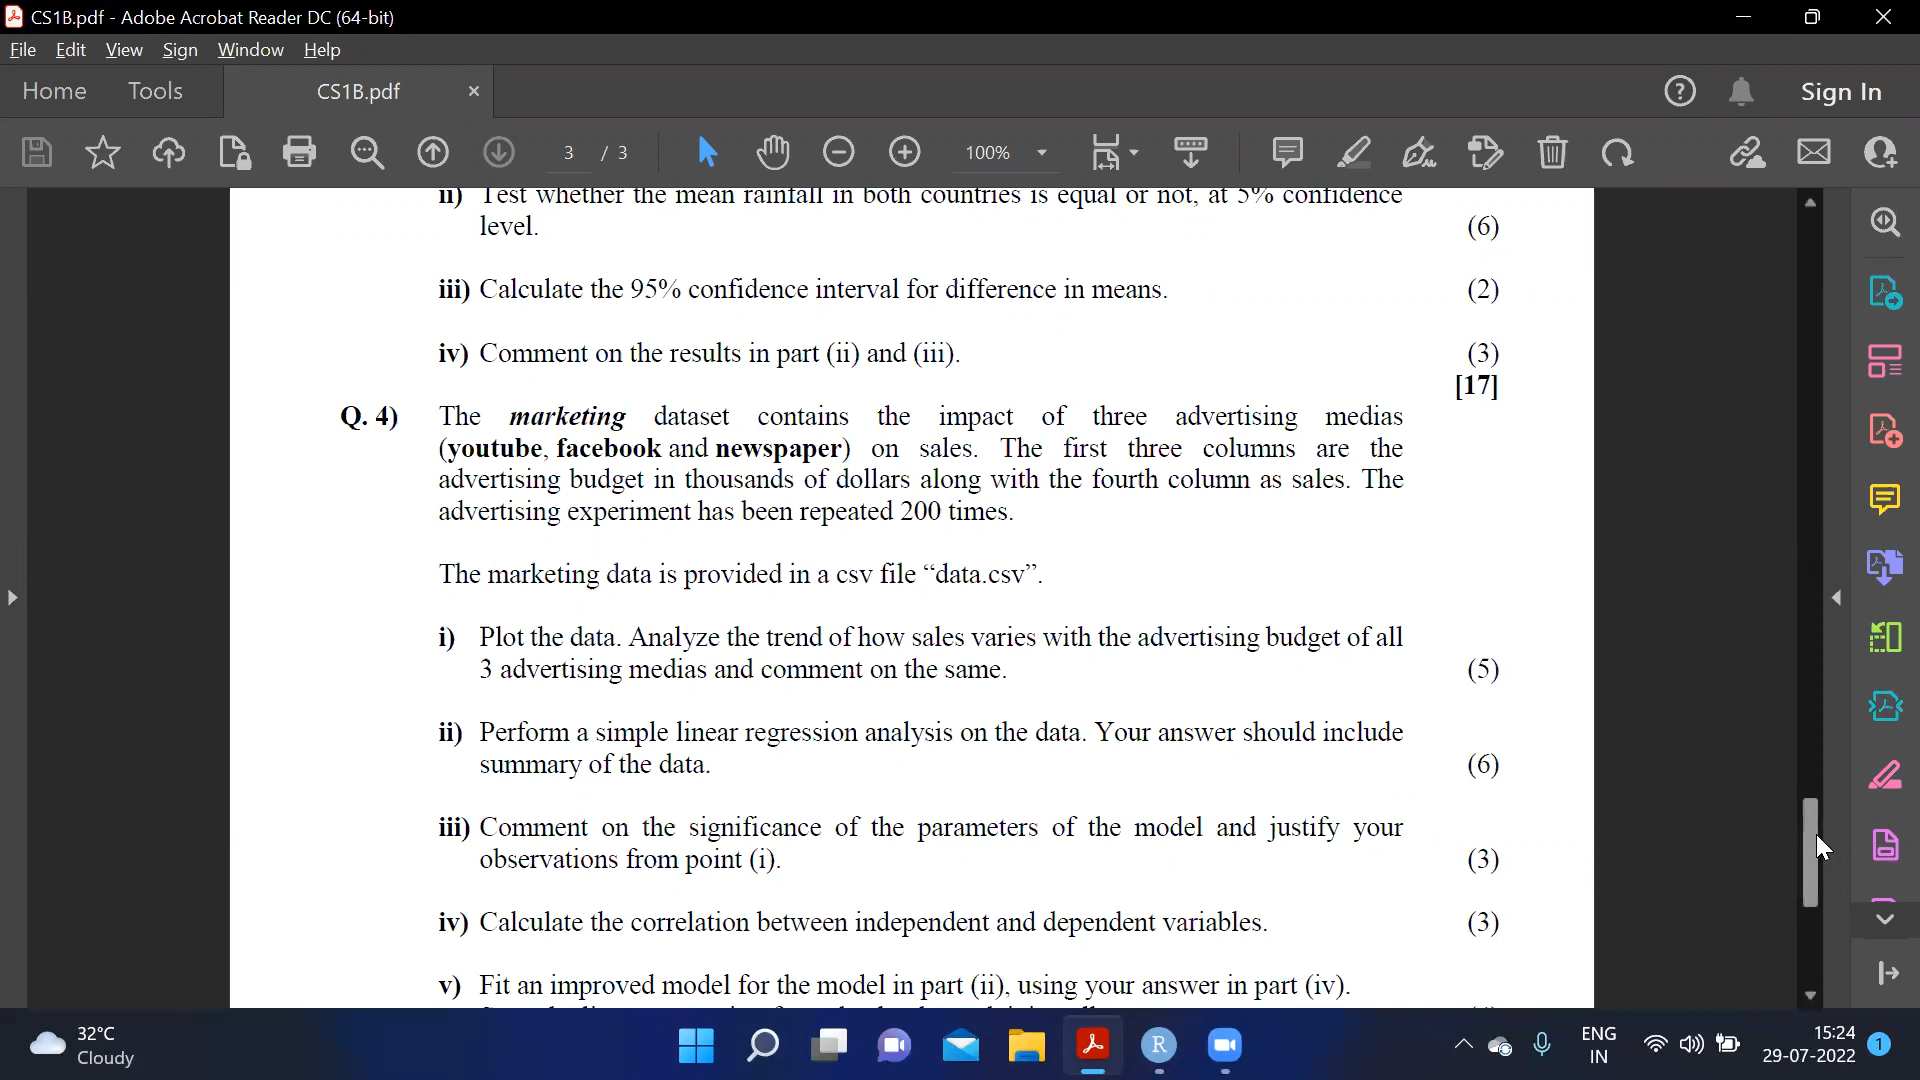 CS1B.pdf - Adobe Acrobat Reader DC (64-bit)
File Edit View Sign Window Help
Home Tools CS1B.pdf × Sign In
3 / 3 100%
ii) Test whether the mean rainfall in both countries is equal or not, at 5% confidence
level. (6)
iii) Calculate the 95% confidence interval for difference in means. (2)
iv) Comment on the results in part (ii) and (iii). (3)
[17]
Q. 4) The marketing dataset contains the impact of three advertising medias
(youtube, facebook and newspaper) on sales. The first three columns are the
advertising budget in thousands of dollars along with the fourth column as sales. The
advertising experiment has been repeated 200 times.
The marketing data is provided in a csv file “data.csv”.
i) Plot the data. Analyze the trend of how sales varies with the advertising budget of all
3 advertising medias and comment on the same. (5)
ii) Perform a simple linear regression analysis on the data. Your answer should include
summary of the data. (6)
iii) Comment on the significance of the parameters of the model and justify your
observations from point (i). (3)
iv) Calculate the correlation between independent and dependent variables. (3)
v) Fit an improved model for the model in part (ii), using your answer in part (iv).
32°C
Cloudy
ENG
IN
15:24
29-07-2022
1